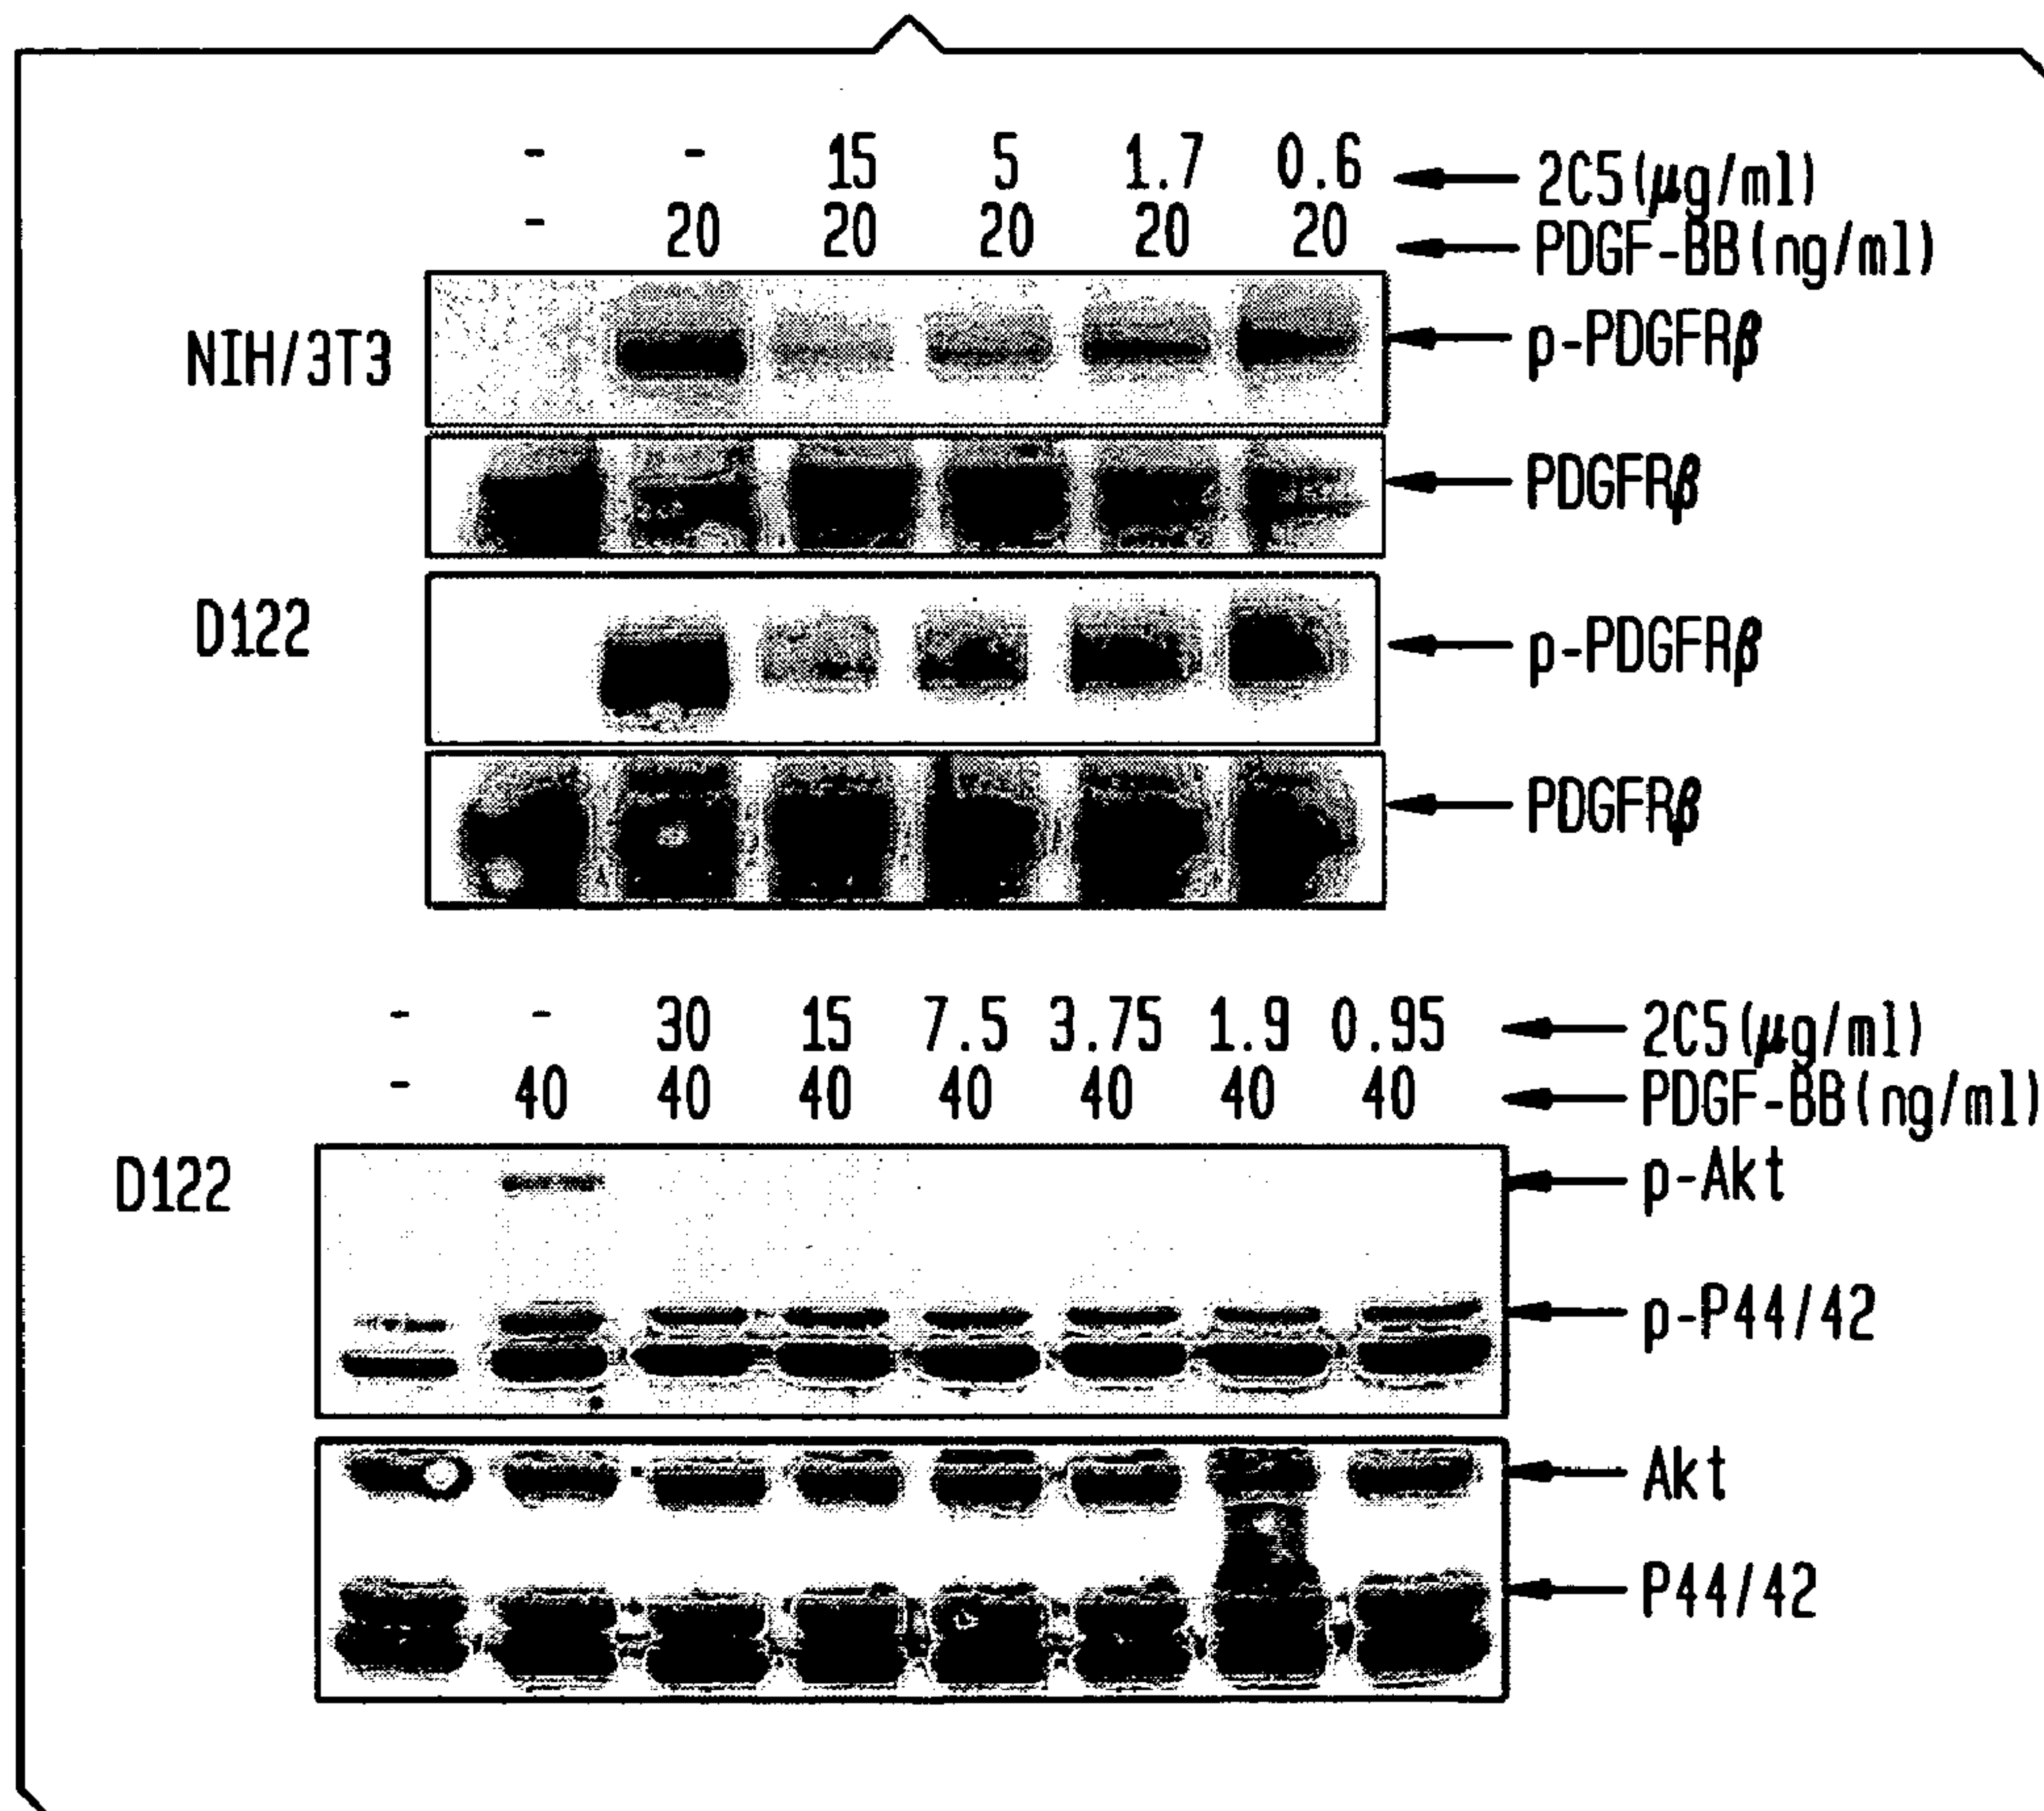 - - 15 5 1.7 0.6 2C5(μg/ml)
- 20 20 20 20 20 PDGF-BB(ng/ml)
NIH/3T3 p-PDGFRβ
PDGFRβ
D122 p-PDGFRβ
PDGFRβ
- - 30 15 7.5 3.75 1.9 0.95 2C5(μg/ml)
- 40 40 40 40 40 40 40 PDGF-BB(ng/ml)
D122 p-Akt
p-P44/42
Akt
P44/42